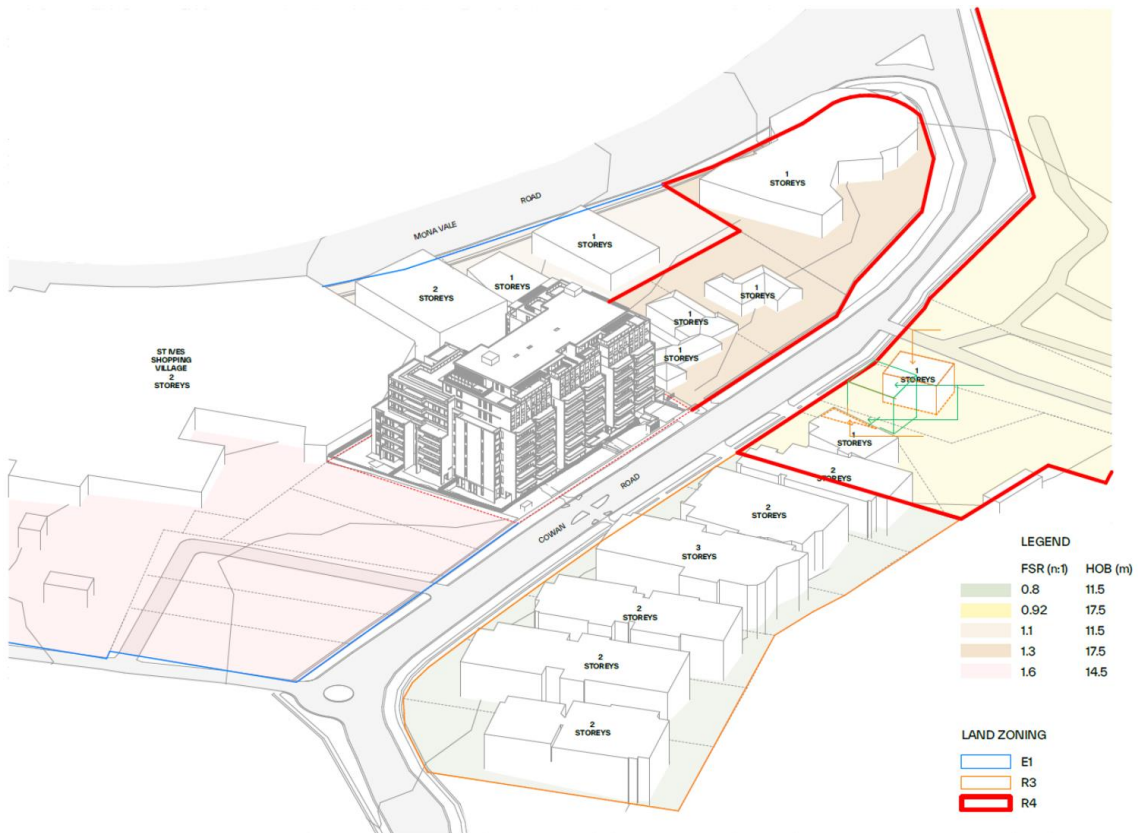 MONA VALE
ROAD
1
STOREYS
1
STOREYS
1
STOREYS
2
STOREYS
1
STOREYS
1
STOREYS
1
STOREYS
ST IVES
SHOPPING
VILLAGE
2
STOREYS
1
STOREYS
1
STOREYS
2
STOREYS
COWAN
ROAD
2
STOREYS
3
STOREYS
2
STOREYS
2
STOREYS
2
STOREYS
LEGEND
FSR (n:1) HOB (m)
0.8 11.5
0.92 17.5
1.1 11.5
1.3 17.5
1.6 14.5
LAND ZONING
E1
R3
R4